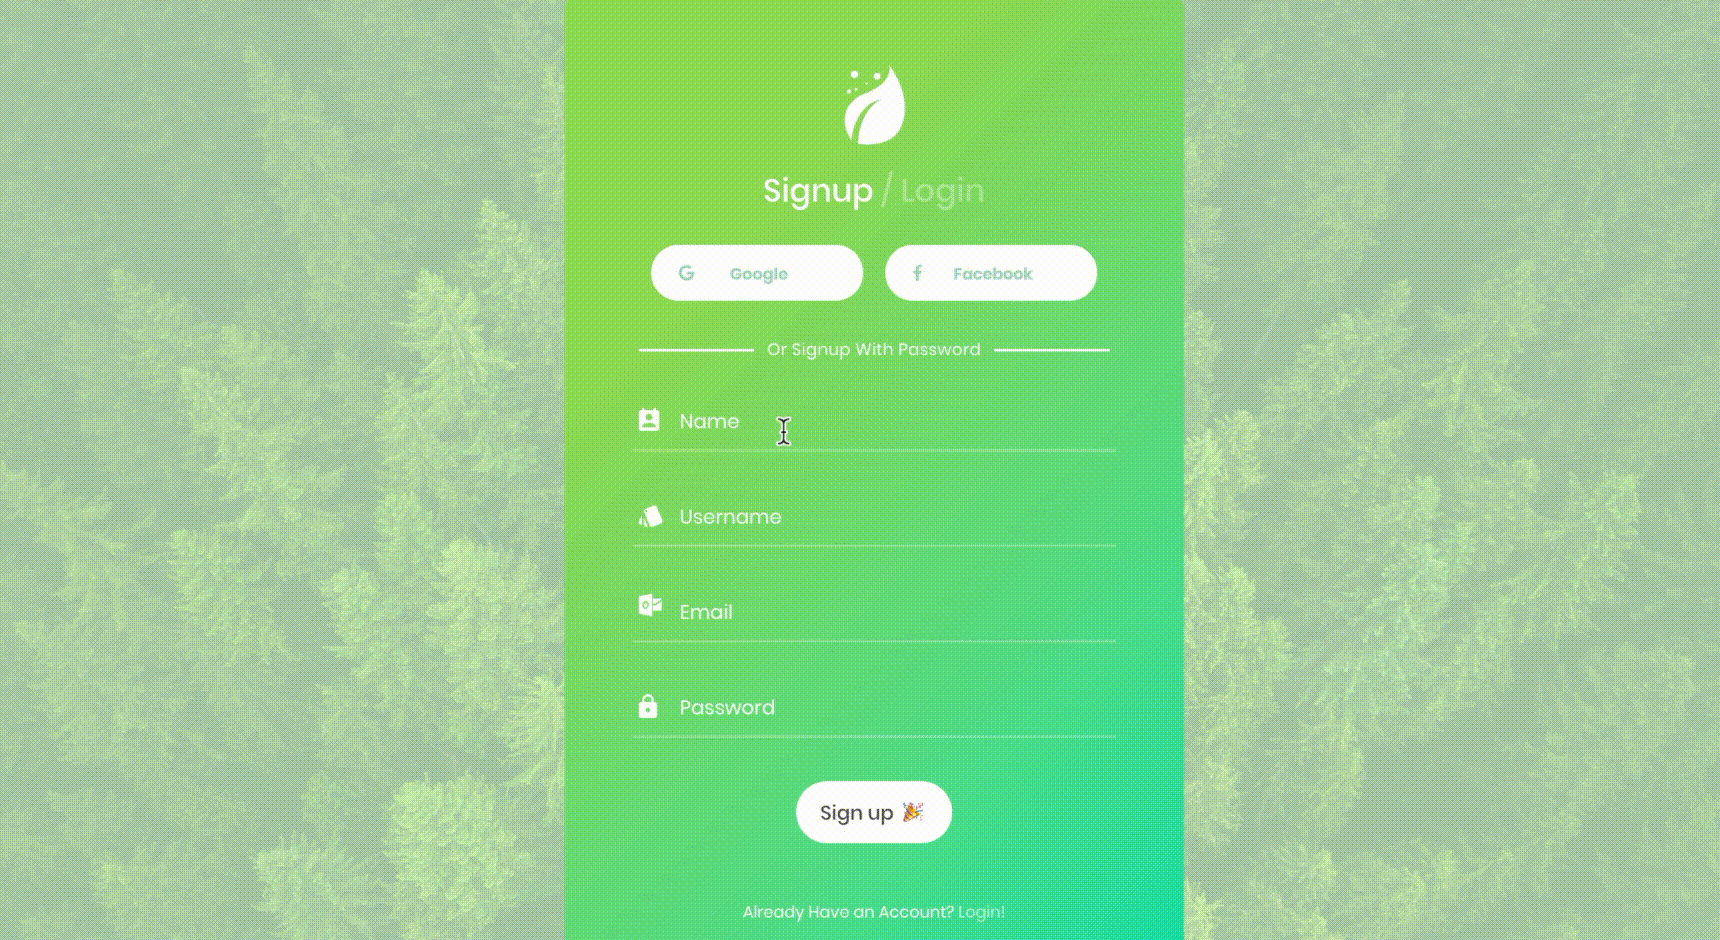 Signup / Login
Google
Facebook
Or Signup With Password
Name
Username
Email
Password
Sign up 🎉
Already Have an Account? Login!